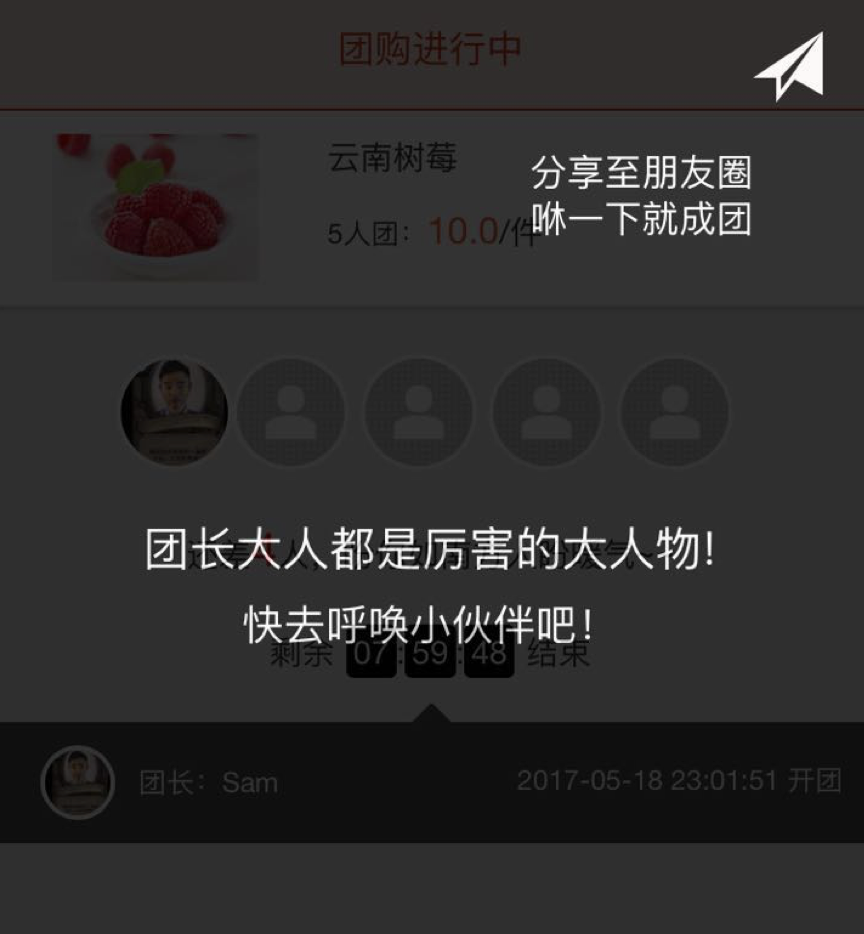 团购进行中
云南树莓
分享至朋友圈
咻一下就成团
5人团：10.0/件
团长大人都是厉害的大人物！
快去呼唤小伙伴吧！
剩余 07:59:48 结束
团长：Sam
2017-05-18 23:01:51 开团